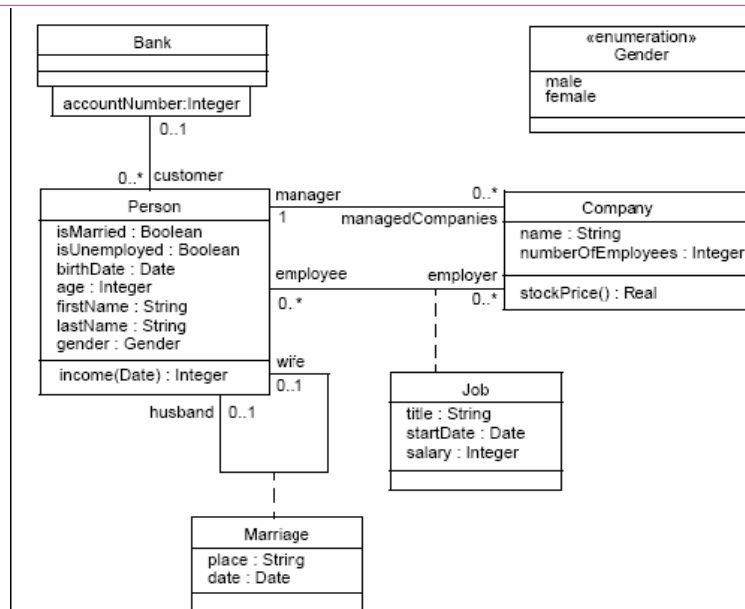 Bank
accountNumber:Integer
0..1
0..* customer
«enumeration»
Gender
male
female
Person
isMarried : Boolean
isUnemployed : Boolean
birthDate : Date
age : Integer
firstName : String
lastName : String
gender : Gender
income(Date) : Integer
manager 0..*
1 managedCompanies
employee employer
0..* 0..*
Company
name : String
numberOfEmployees : Integer
stockPrice() : Real
wife
0..1
husband 0..1
Job
title : String
startDate : Date
salary : Integer
Marriage
place : String
date : Date